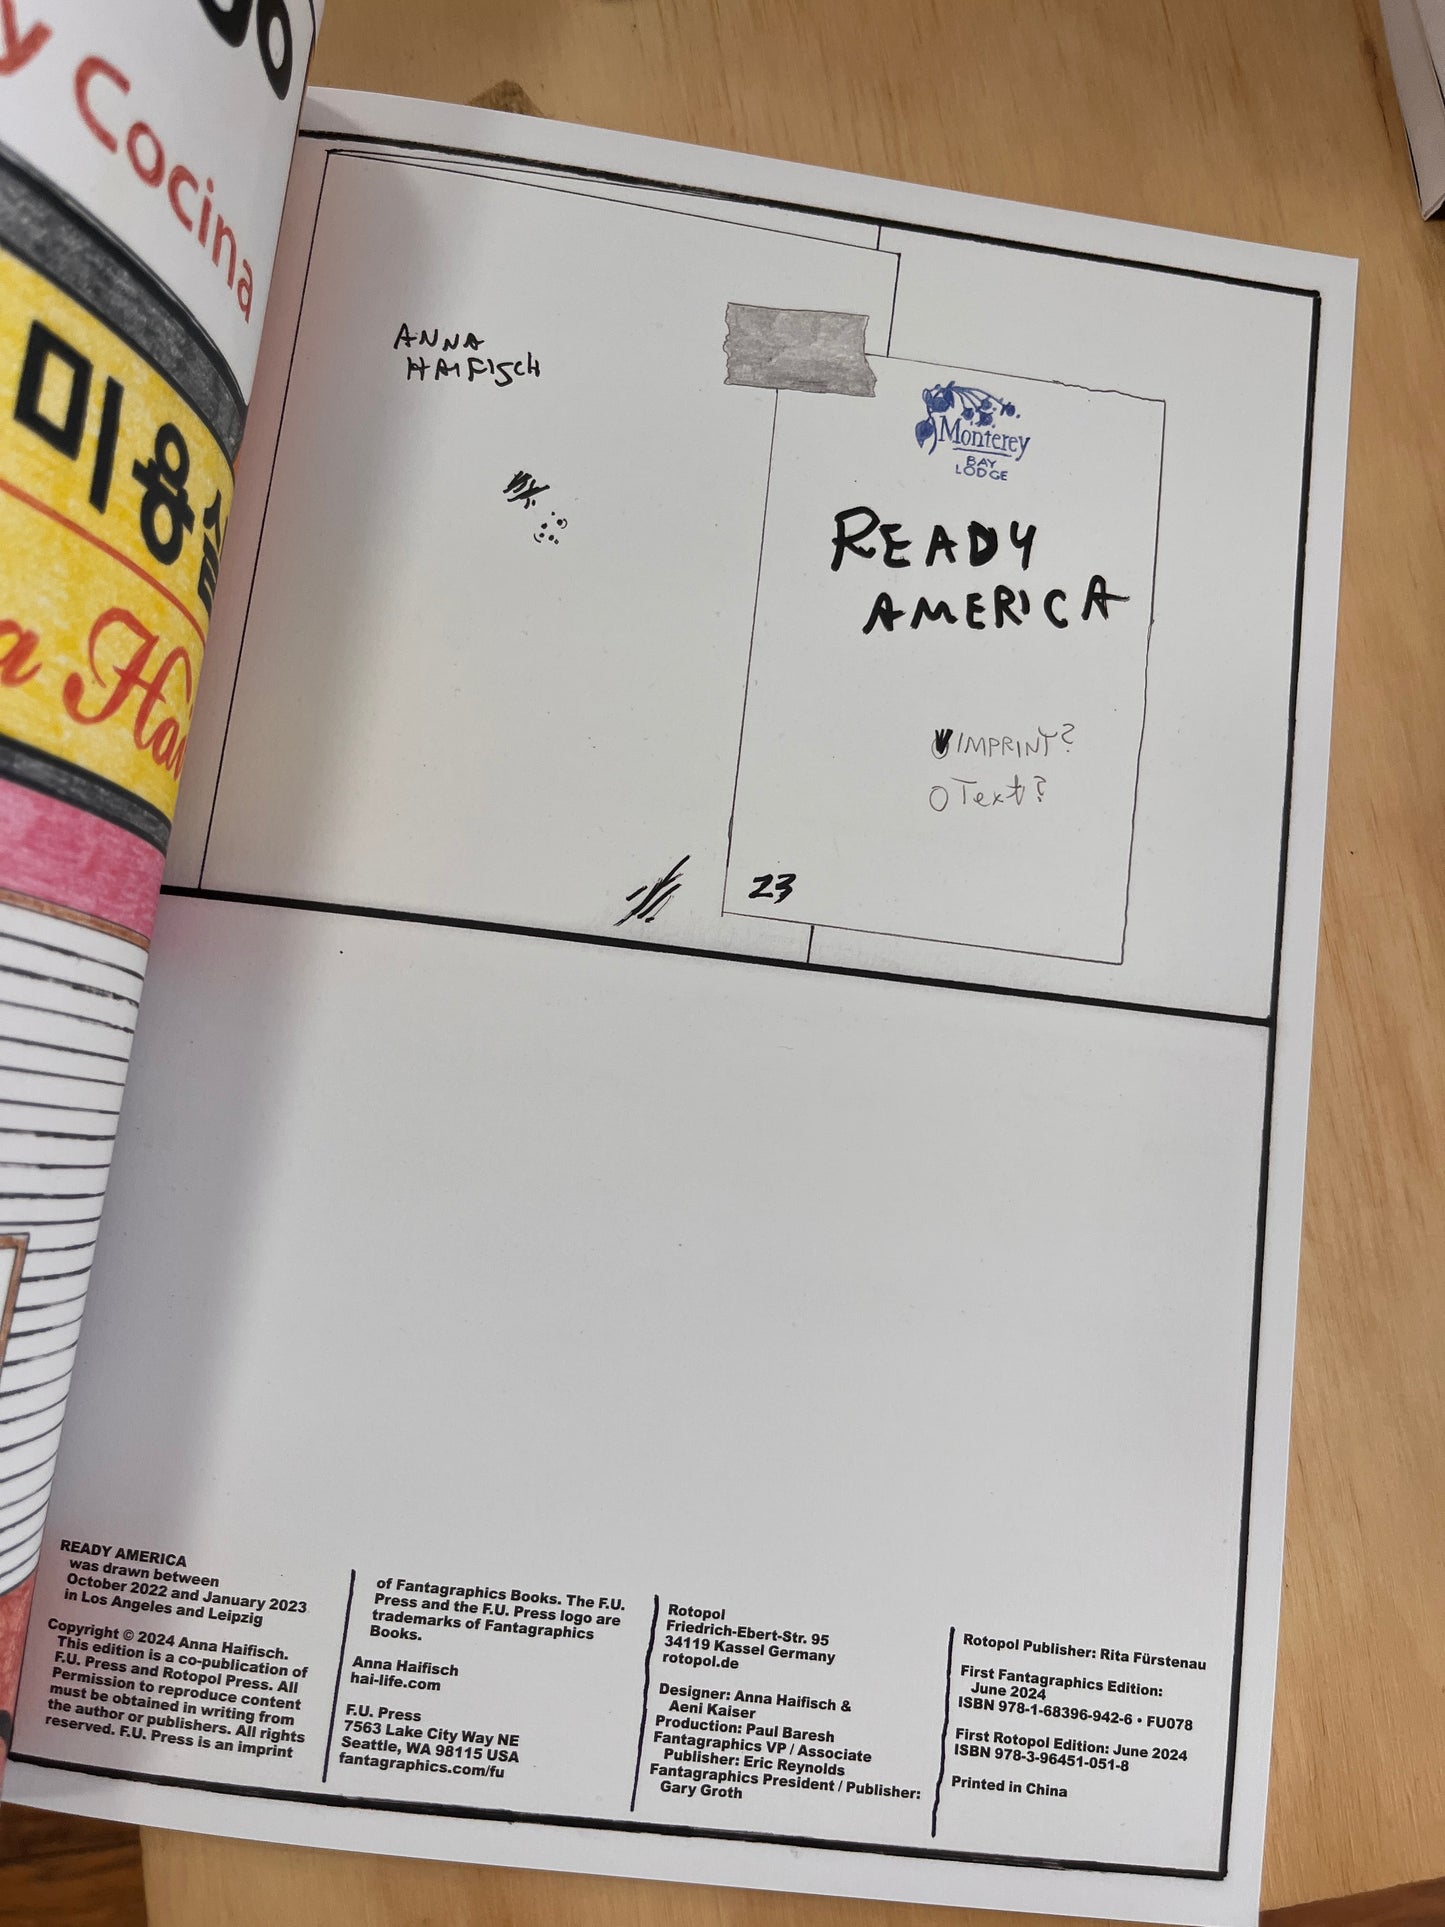 Cocina
미용
a Hai
ANNA
HAIFISCH
Monterey
BAY
LODGE
READY
AMERICA
IMPRINT?
Text?
23
READY AMERICA
was drawn between
October 2022 and January 2023
in Los Angeles and Leipzig
Copyright © 2024 Anna Haifisch.
This edition is a co-publication of
F.U. Press and Rotopol Press. All
Permission to reproduce content
must be obtained in writing from
the author or publishers. All rights
reserved. F.U. Press is an imprint
of Fantagraphics Books. The F.U.
Press and the F.U. Press logo are
trademarks of Fantagraphics
Books.
Anna Haifisch
hai-life.com
F.U. Press
7563 Lake City Way NE
Seattle, WA 98115 USA
fantagraphics.com/fu
Rotopol
Friedrich-Ebert-Str. 95
34119 Kassel Germany
rotopol.de
Designer: Anna Haifisch &
Aeni Kaiser
Production: Paul Baresh
Fantagraphics VP / Associate
Publisher: Eric Reynolds
Fantagraphics President / Publisher:
Gary Groth
Rotopol Publisher: Rita Fürstenau
First Fantagraphics Edition:
June 2024
ISBN 978-1-68396-942-6 • FU078
First Rotopol Edition: June 2024
ISBN 978-3-96451-051-8
Printed in China